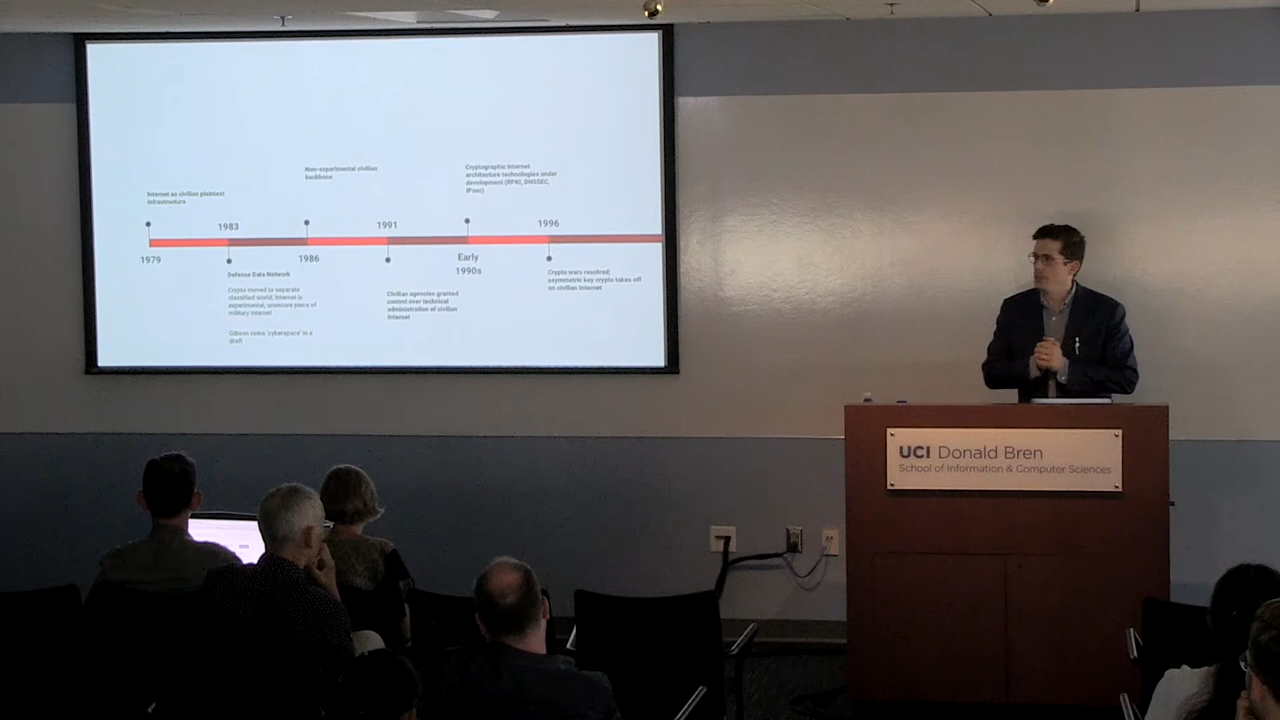 Non-experimental civilian
backbone
Cryptographic Internet
architecture technologies under
development (RPKI, DNSSEC,
IPsec)
Internet as civilian plaintext
infrastructure
1983
1991
1996
1979
1986
Early
1990s
Defense Data Network
Crypto moved to separate
classified world; Internet is
experimental, unsecure piece of
military internet
Gibson coins 'cyberspace' in a
draft
Civilian agencies granted
control over technical
administration of civilian
Internet
Crypto wars resolved;
asymmetric key crypto takes off
on civilian Internet
UCI Donald Bren
School of Information & Computer Sciences